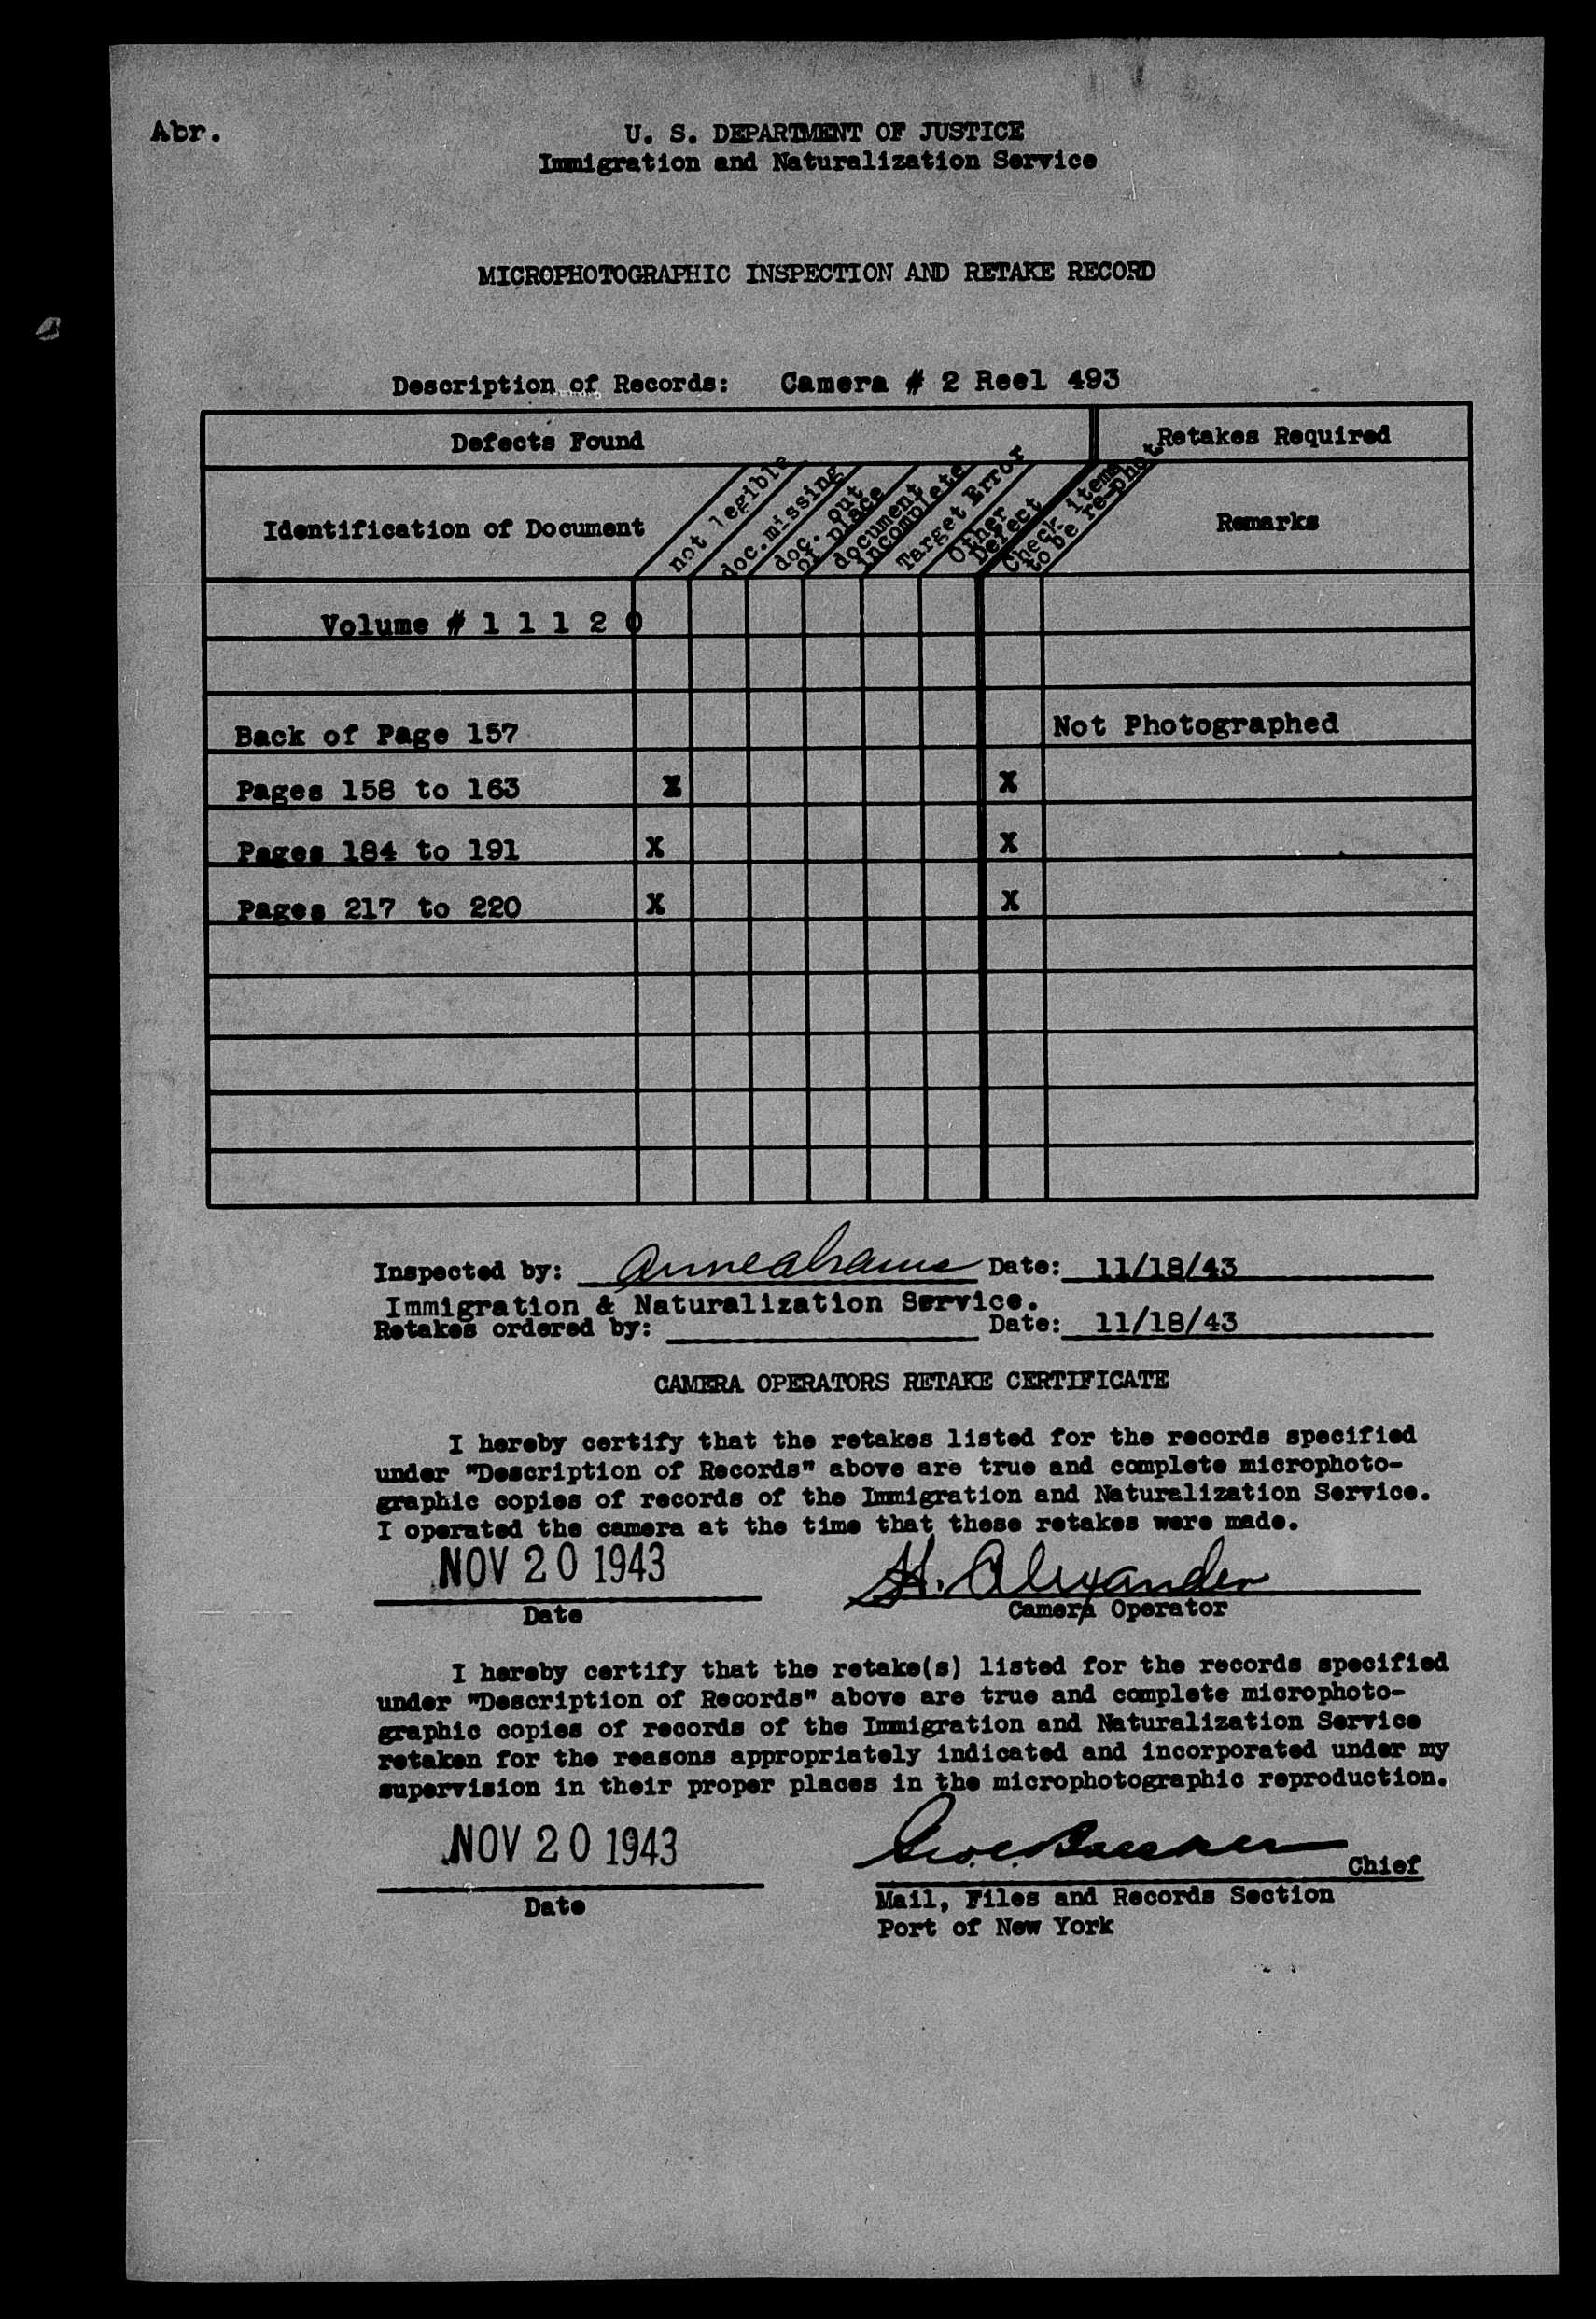 Abr.
U. S. DEPARTMENT OF JUSTICE
Immigration and Naturalization Service
MICROPHOTOGRAPHIC INSPECTION AND RETAKE RECORD
Description of Records: Camera # 2 Reel 493
Defects Found
Retakes Required
Identification of Document
not legible
doc. missing
doc. out
of place
document
incomplete
Target Error
Other
Defect
Check items
to be re-phot
Remarks
Volume # 1 1 1 2 0
Back of Page 157 Not Photographed
Pages 158 to 163 X X
Pages 184 to 191 X X
Pages 217 to 220 X X
Inspected by: Anne Abrams Date: 11/18/43
Immigration & Naturalization Service.
Retakes ordered by: Date: 11/18/43
CAMERA OPERATORS RETAKE CERTIFICATE
I hereby certify that the retakes listed for the records specified
under "Description of Records" above are true and complete microphoto-
graphic copies of records of the Immigration and Naturalization Service.
I operated the camera at the time that these retakes were made.
NOV 20 1943 H. Alexander
Date Camera Operator
I hereby certify that the retake(s) listed for the records specified
under "Description of Records" above are true and complete microphoto-
graphic copies of records of the Immigration and Naturalization Service
retaken for the reasons appropriately indicated and incorporated under my
supervision in their proper places in the microphotographic reproduction.
NOV 20 1943
Chief
Date
Mail, Files and Records Section
Port of New York